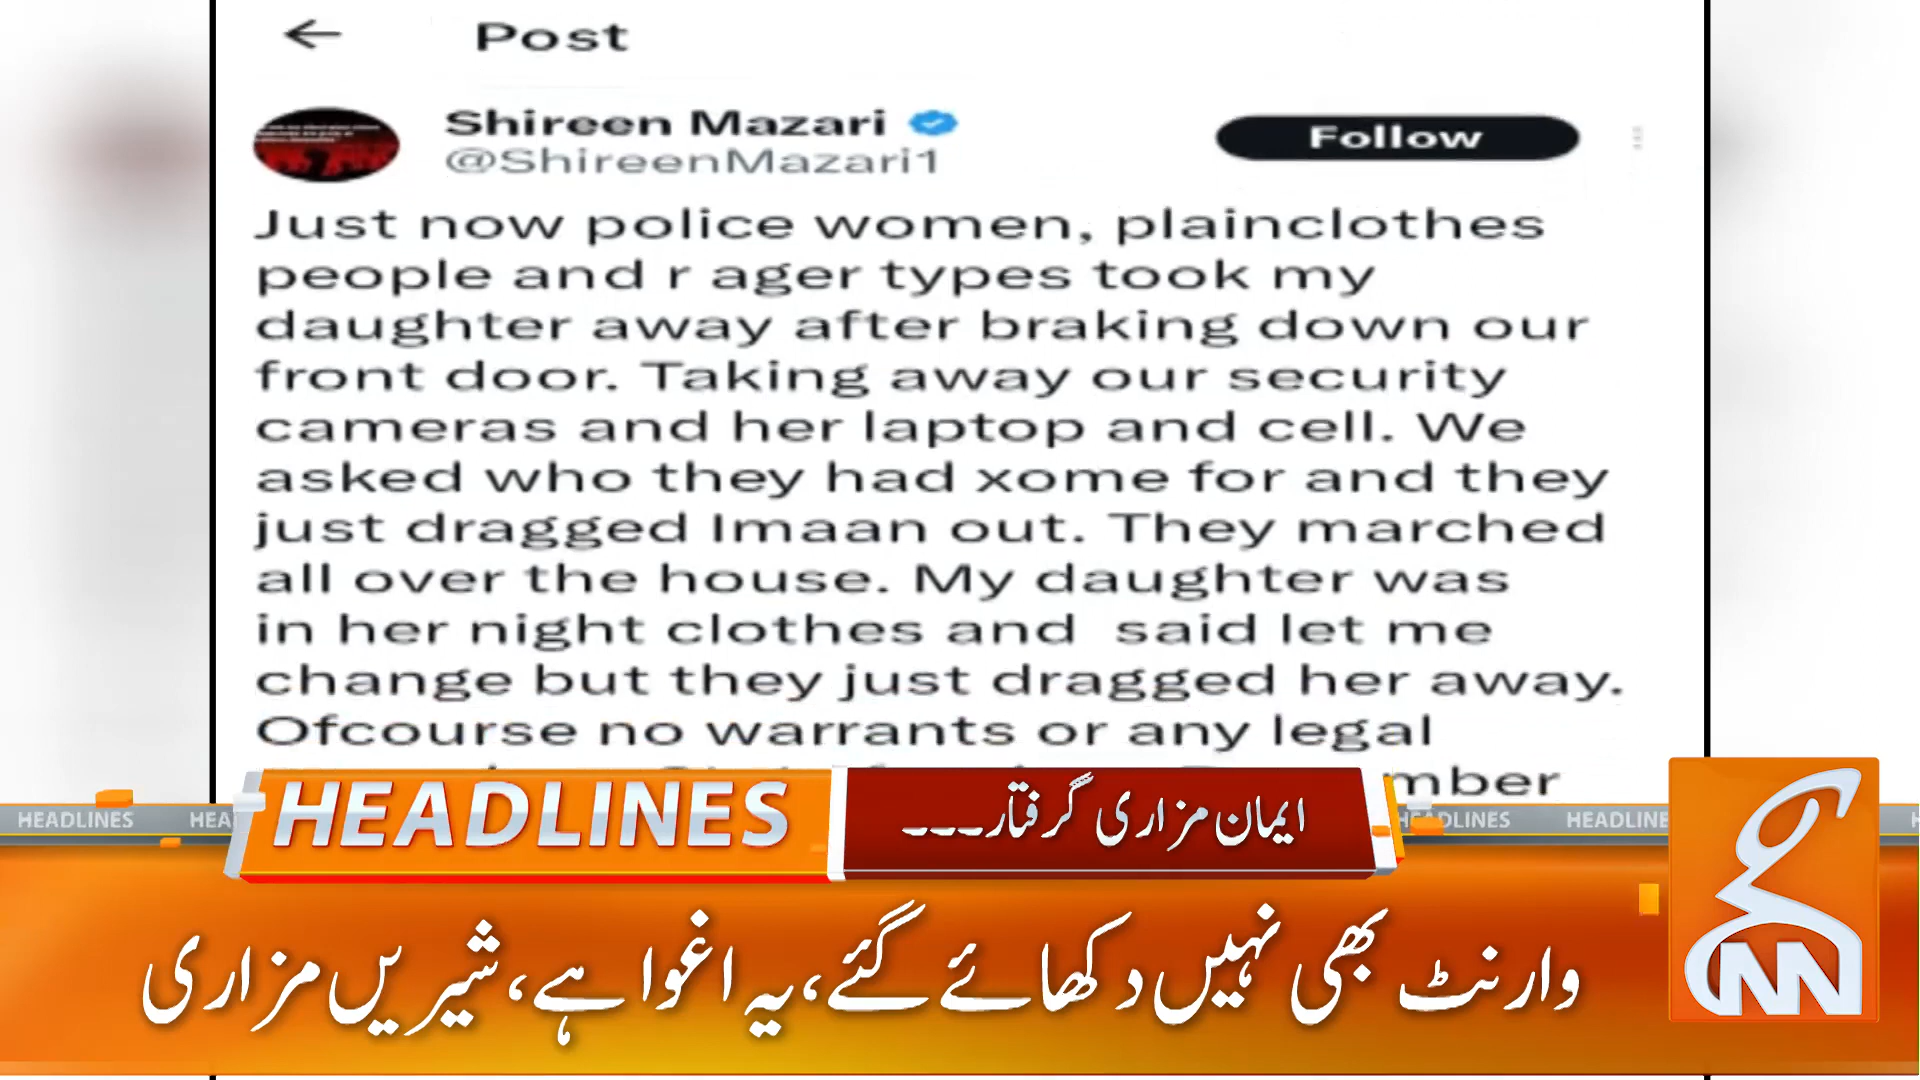 Post
Shireen Mazari
Follow
@ShireenMazari1
Just now police women, plainclothes
people and r ager types took my
daughter away after braking down our
front door. Taking away our security
cameras and her laptop and cell. We
asked who they had xome for and they
just dragged Imaan out. They marched
all over the house. My daughter was
in her night clothes and said let me
change but they just dragged her away.
Ofcourse no warrants or any legal
HEADLINES
ایمان مزاری گرفتار۔۔۔
HEADLINES
HEADLINES
وارنٹ بھی نہیں دکھائے گئے، یہ اغوا ہے، شیریں مزاری
GNN